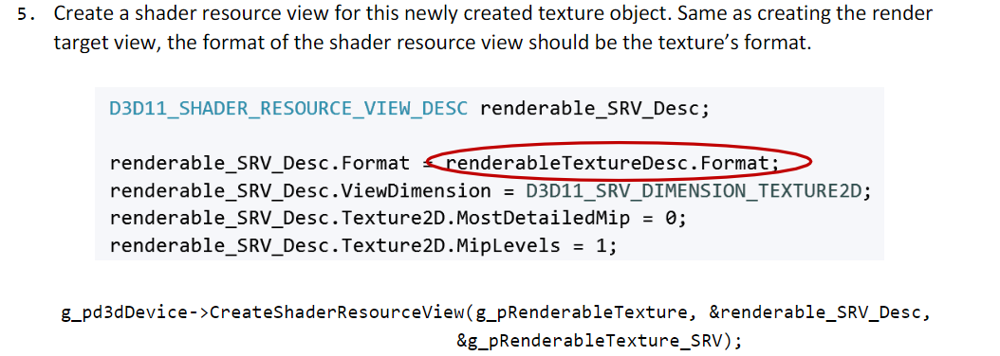 5. Create a shader resource view for this newly created texture object. Same as creating the render
target view, the format of the shader resource view should be the texture’s format.
D3D11_SHADER_RESOURCE_VIEW_DESC renderable_SRV_Desc;
renderable_SRV_Desc.Format = renderableTextureDesc.Format;
renderable_SRV_Desc.ViewDimension = D3D11_SRV_DIMENSION_TEXTURE2D;
renderable_SRV_Desc.Texture2D.MostDetailedMip = 0;
renderable_SRV_Desc.Texture2D.MipLevels = 1;
g_pd3dDevice->CreateShaderResourceView(g_pRenderableTexture, &renderable_SRV_Desc,
&g_pRenderableTexture_SRV);